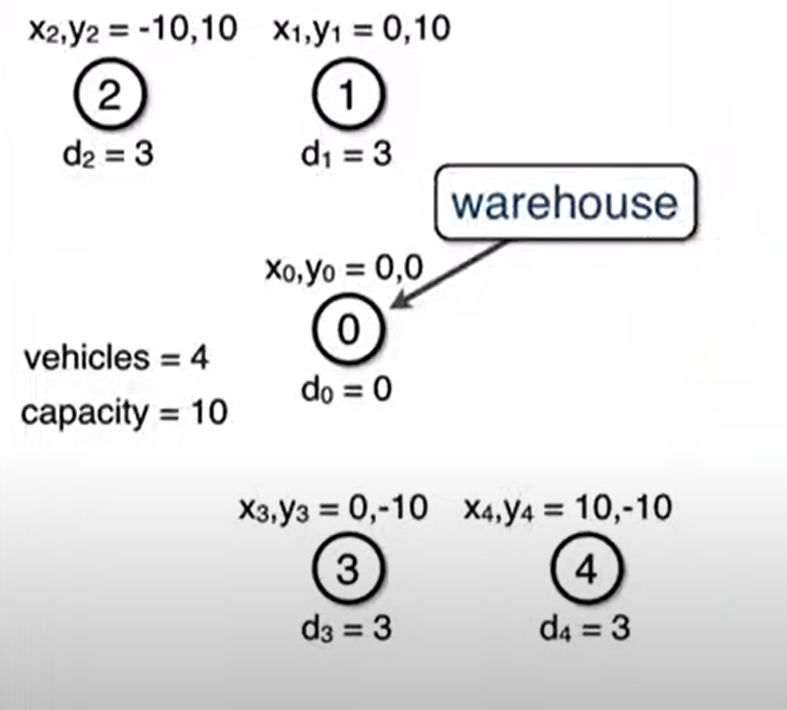 x₂,y₂ = -10,10 x₁,y₁ = 0,10
2 1
d₂ = 3 d₁ = 3
warehouse
x₀,y₀ = 0,0
0
vehicles = 4
d₀ = 0
capacity = 10
x₃,y₃ = 0,-10 x₄,y₄ = 10,-10
3 4
d₃ = 3 d₄ = 3